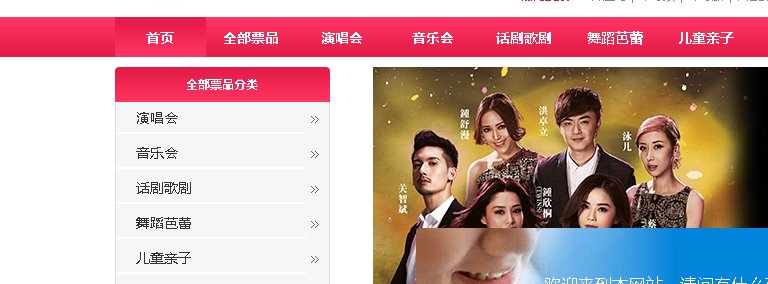 首页 全部票品 演唱会 音乐会 话剧歌剧 舞蹈芭蕾 儿童亲子
全部票品分类
演唱会
音乐会
话剧歌剧
舞蹈芭蕾
儿童亲子
鍾舒漫
洪卓立
泳儿
关智斌
鍾欣桐
蔡
欢迎来到本网站，请问有什么